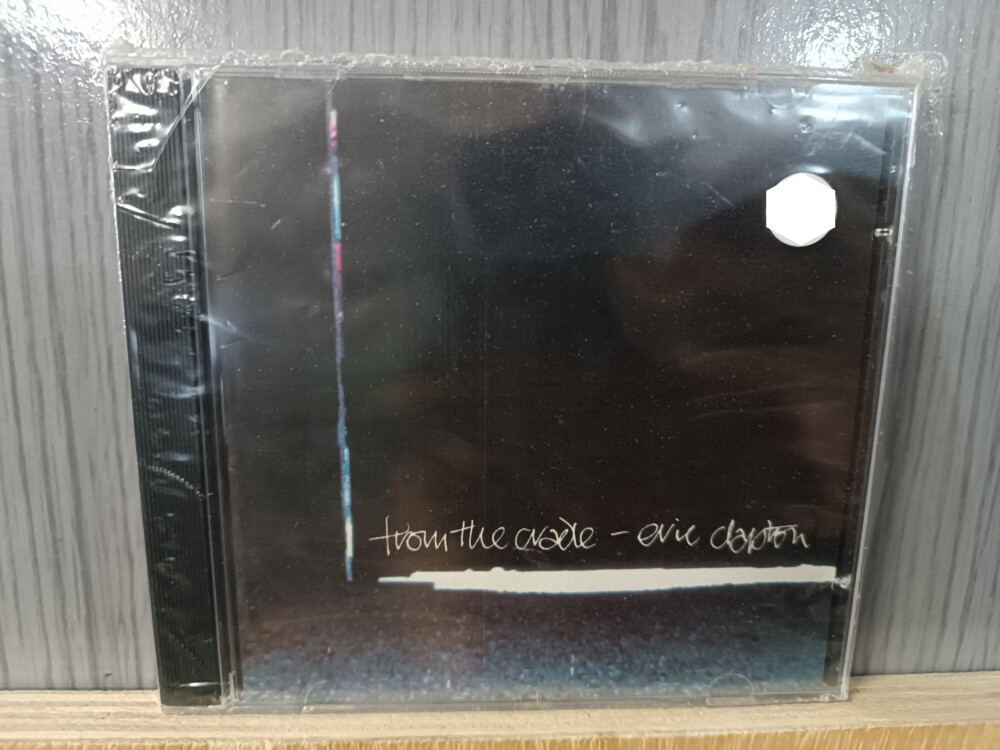 from the cradle - eric clapton